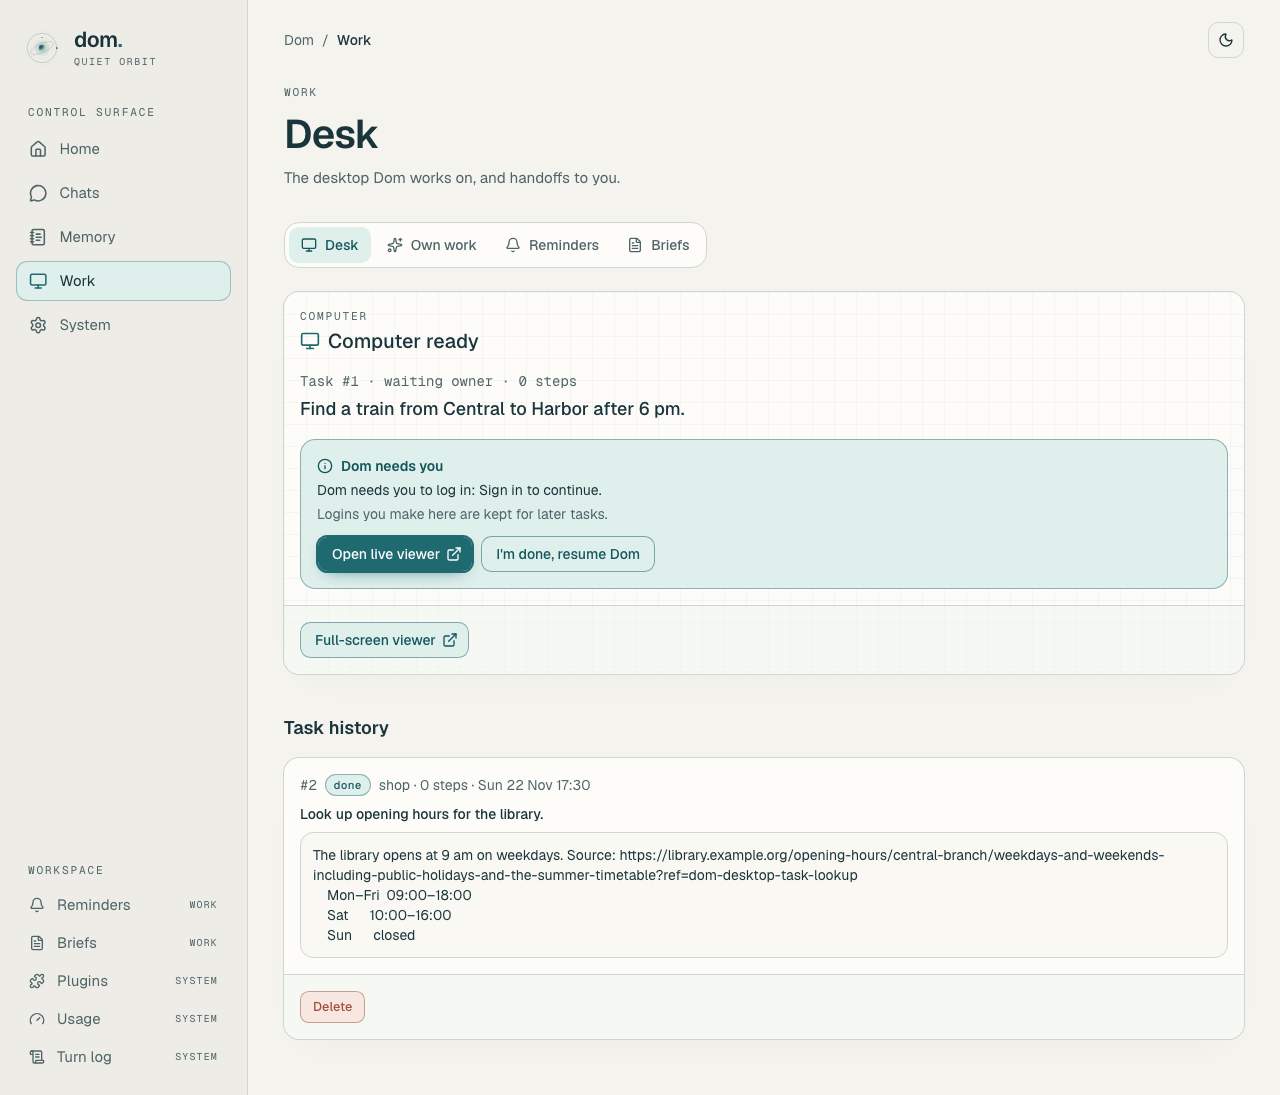 dom.
QUIET ORBIT
CONTROL SURFACE
Home
Chats
Memory
Work
System
WORKSPACE
Reminders WORK
Briefs WORK
Plugins SYSTEM
Usage SYSTEM
Turn log SYSTEM
Dom / Work
WORK
Desk
The desktop Dom works on, and handoffs to you.
Desk Own work Reminders Briefs
COMPUTER
Computer ready
Task #1 · waiting owner · 0 steps
Find a train from Central to Harbor after 6 pm.
Dom needs you
Dom needs you to log in: Sign in to continue.
Logins you make here are kept for later tasks.
Open live viewer I'm done, resume Dom
Full-screen viewer
Task history
#2 done shop · 0 steps · Sun 22 Nov 17:30
Look up opening hours for the library.
The library opens at 9 am on weekdays. Source: https://library.example.org/opening-hours/central-branch/weekdays-and-weekends-
including-public-holidays-and-the-summer-timetable?ref=dom-desktop-task-lookup
Mon–Fri 09:00–18:00
Sat 10:00–16:00
Sun closed
Delete